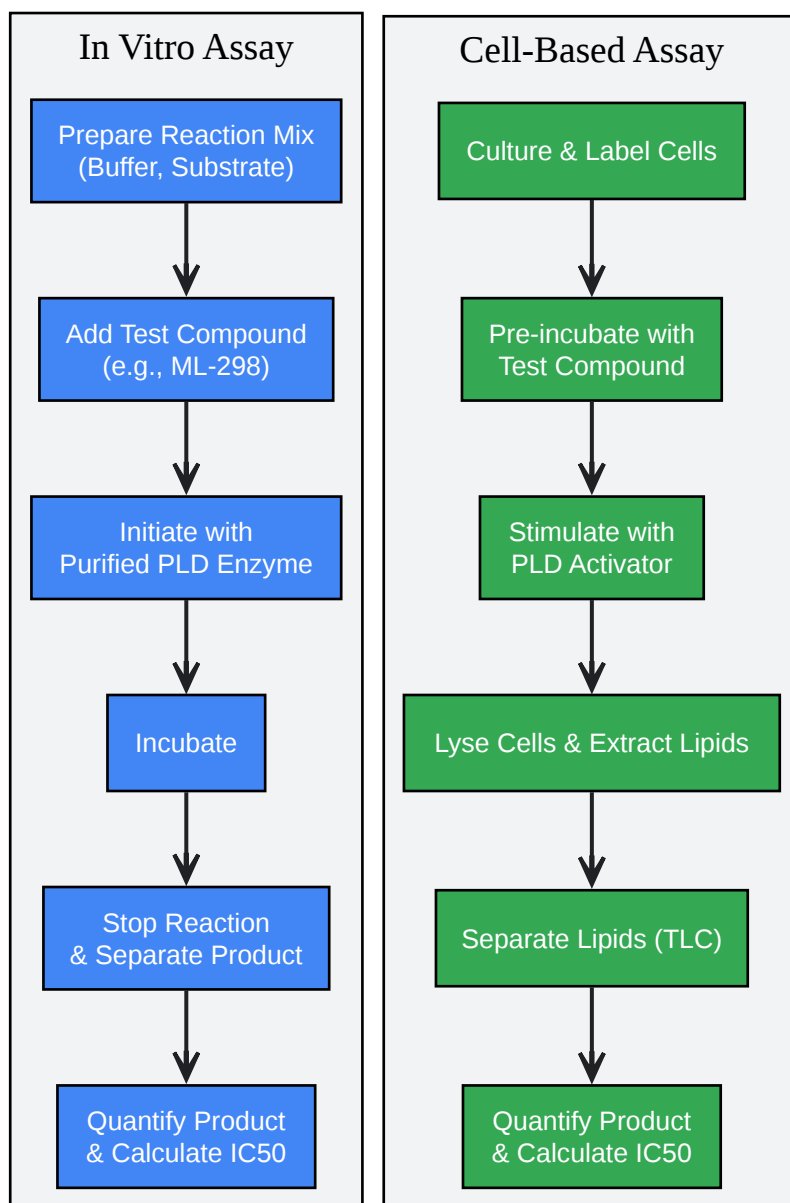 In Vitro Assay
Prepare Reaction Mix
(Buffer, Substrate)
Add Test Compound
(e.g., ML-298)
Initiate with
Purified PLD Enzyme
Incubate
Stop Reaction
& Separate Product
Quantify Product
& Calculate IC50
Cell-Based Assay
Culture & Label Cells
Pre-incubate with
Test Compound
Stimulate with
PLD Activator
Lyse Cells & Extract Lipids
Separate Lipids (TLC)
Quantify Product
& Calculate IC50